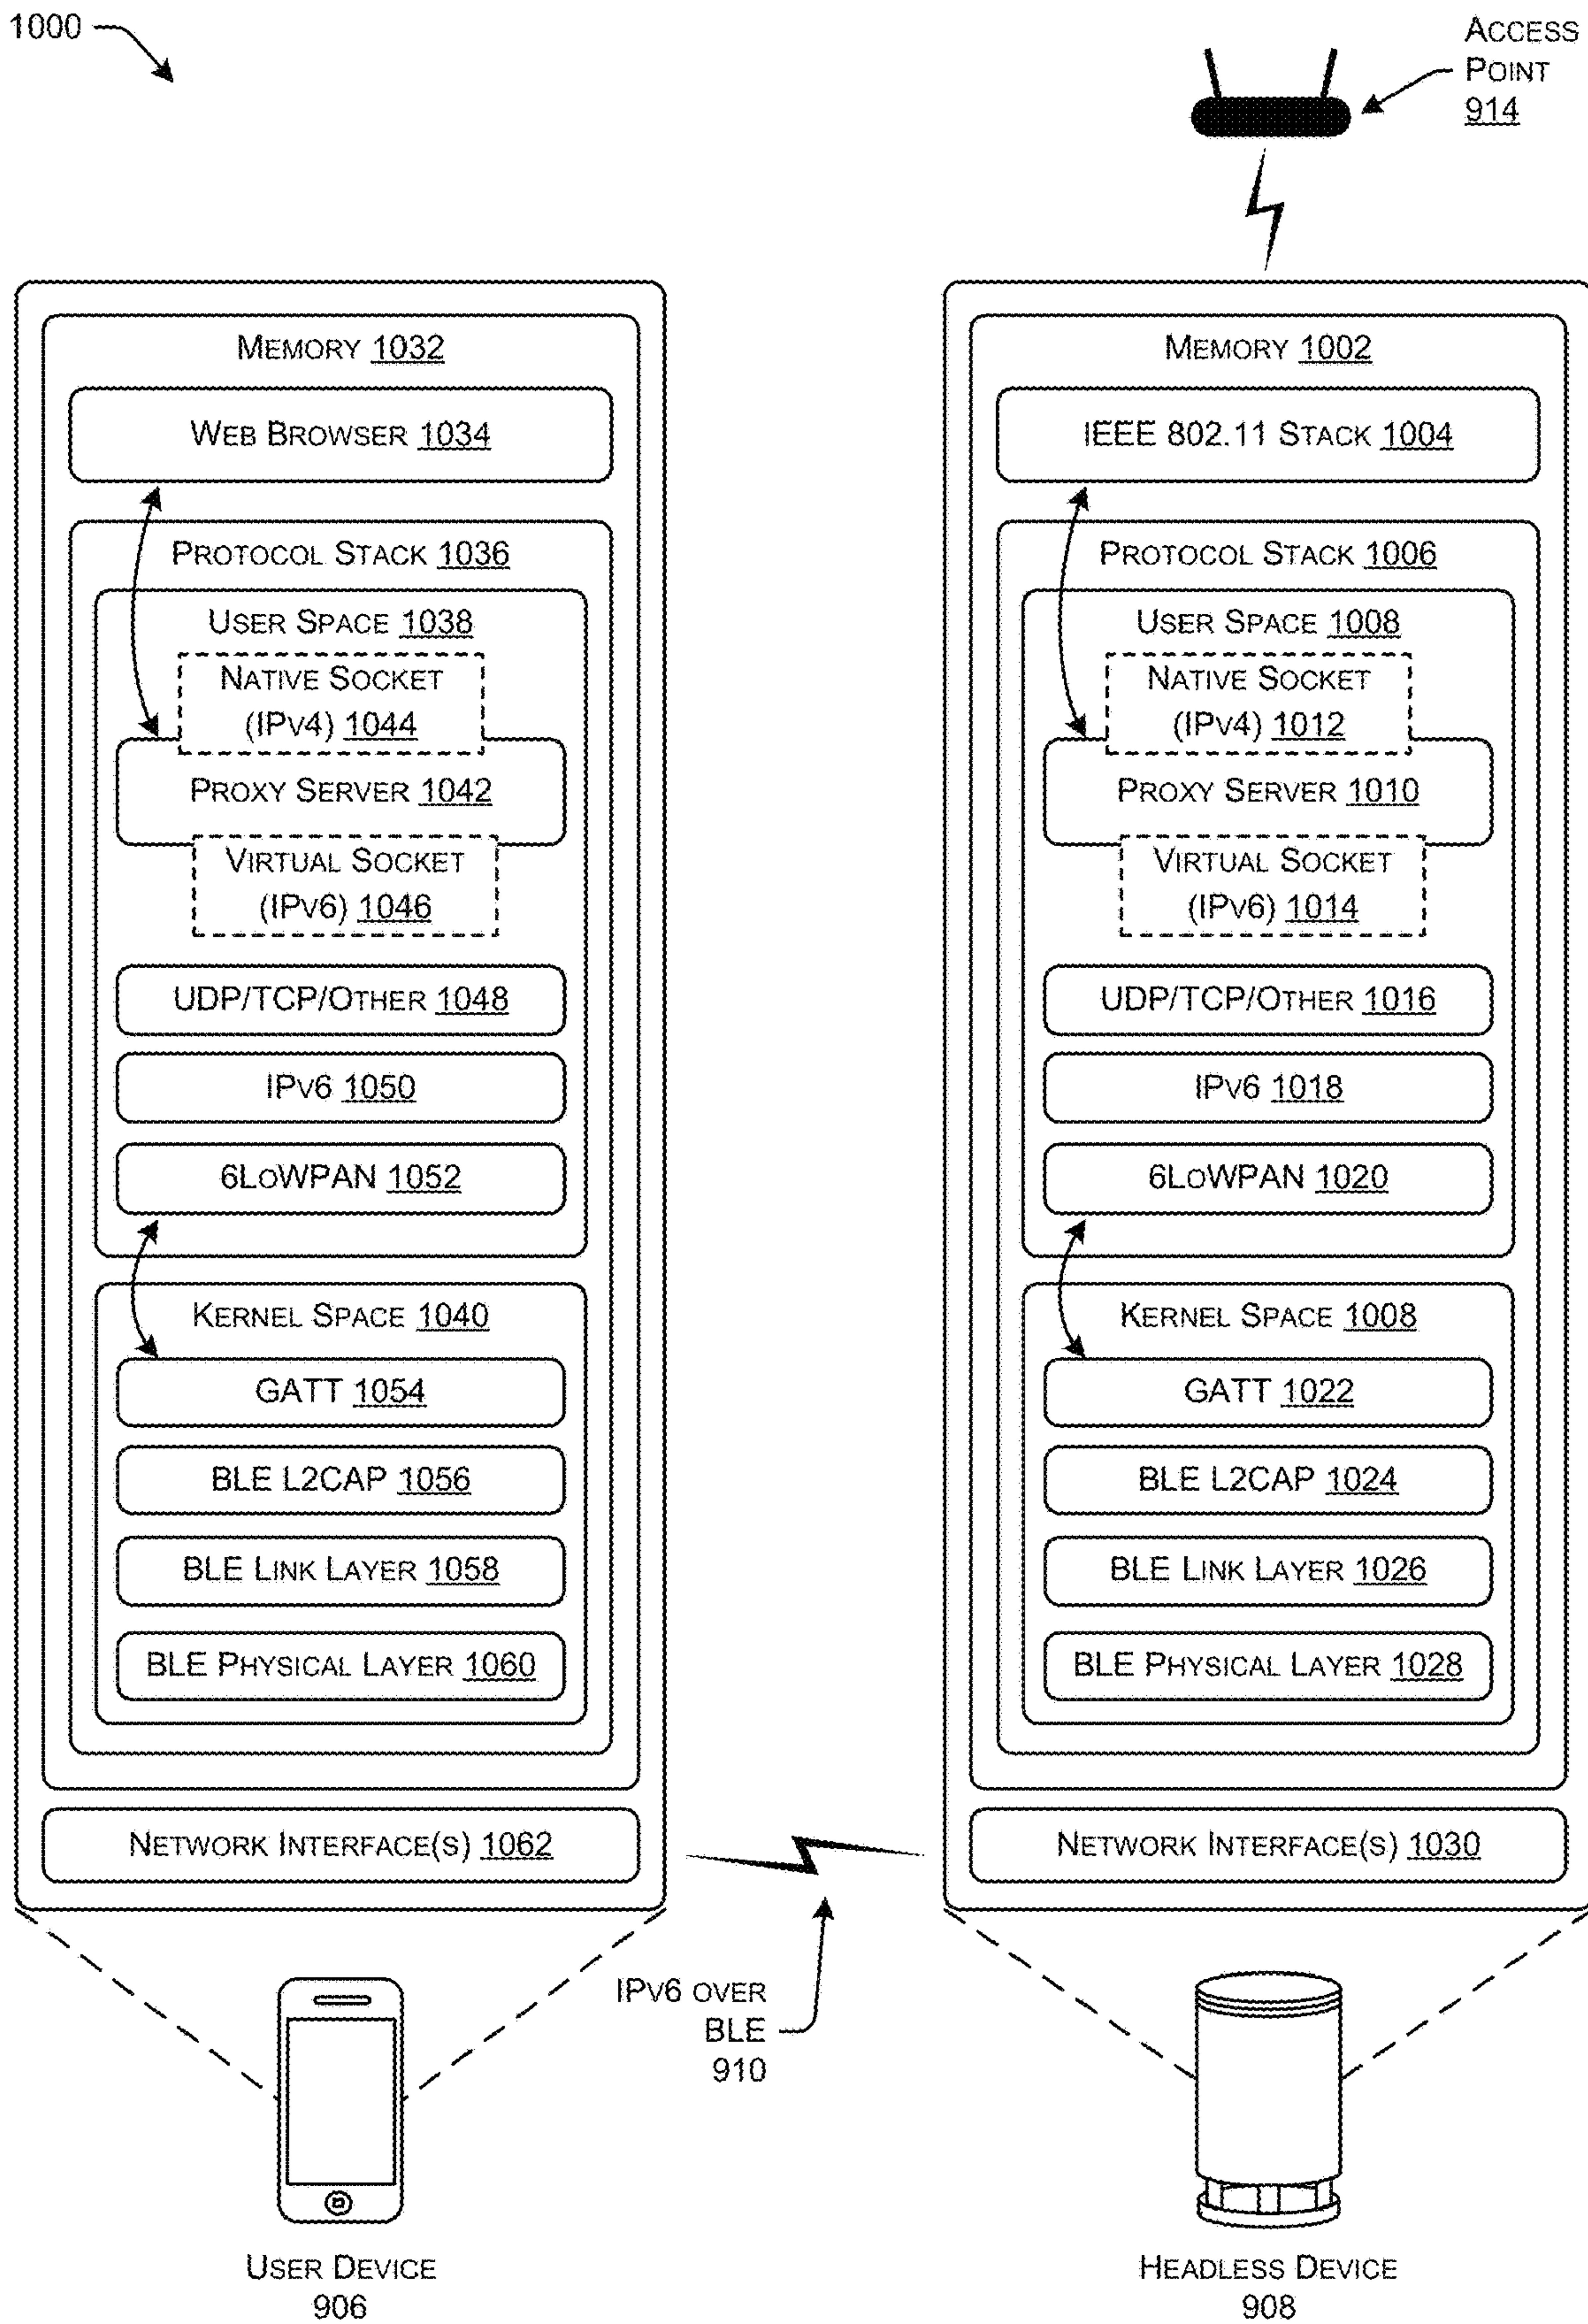 1000
ACCESS
POINT
914
MEMORY 1032
WEB BROWSER 1034
PROTOCOL STACK 1036
USER SPACE 1038
NATIVE SOCKET
(IPV4) 1044
PROXY SERVER 1042
VIRTUAL SOCKET
(IPV6) 1046
UDP/TCP/OTHER 1048
IPV6 1050
6LOWPAN 1052
KERNEL SPACE 1040
GATT 1054
BLE L2CAP 1056
BLE LINK LAYER 1058
BLE PHYSICAL LAYER 1060
NETWORK INTERFACE(S) 1062
MEMORY 1002
IEEE 802.11 STACK 1004
PROTOCOL STACK 1006
USER SPACE 1008
NATIVE SOCKET
(IPV4) 1012
PROXY SERVER 1010
VIRTUAL SOCKET
(IPV6) 1014
UDP/TCP/OTHER 1016
IPV6 1018
6LOWPAN 1020
KERNEL SPACE 1008
GATT 1022
BLE L2CAP 1024
BLE LINK LAYER 1026
BLE PHYSICAL LAYER 1028
NETWORK INTERFACE(S) 1030
IPV6 OVER
BLE
910
USER DEVICE
906
HEADLESS DEVICE
908